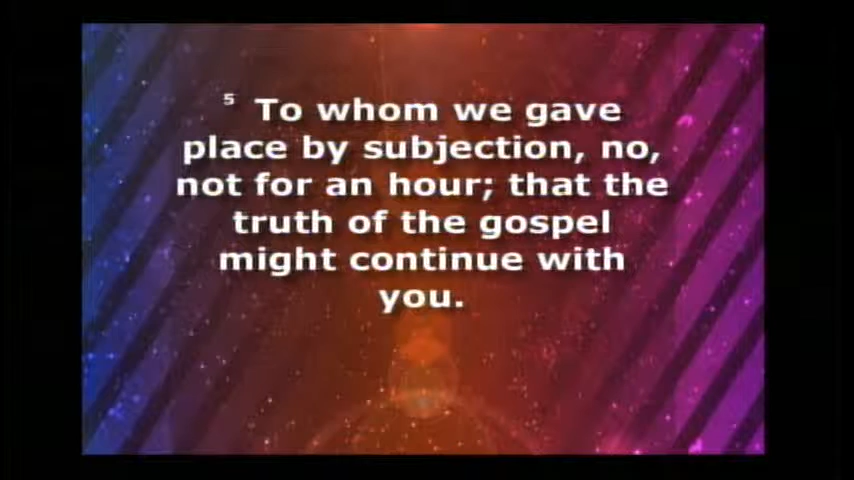 5 To whom we gave
place by subjection, no,
not for an hour; that the
truth of the gospel
might continue with
you.